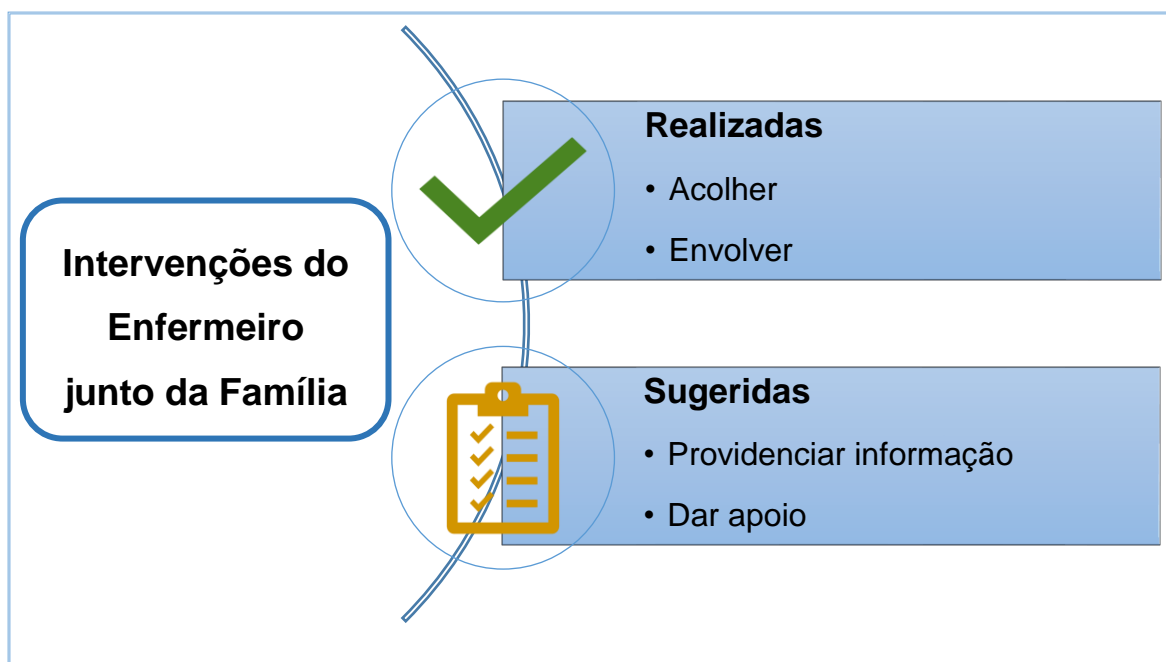 Intervenções do
Enfermeiro
junto da Família
Realizadas
• Acolher
• Envolver
Sugeridas
• Providenciar informação
• Dar apoio